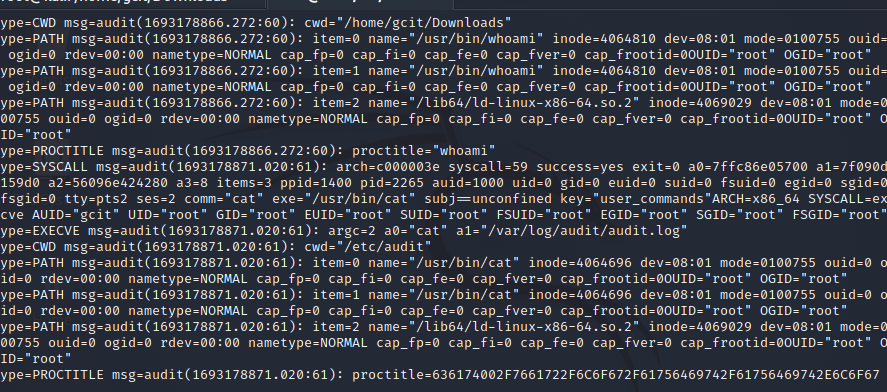 ype=CWD msg=audit(1693178866.272:60): cwd="/home/gcit/Downloads"
ype=PATH msg=audit(1693178866.272:60): item=0 name="/usr/bin/whoami" inode=4064810 dev=08:01 mode=0100755 ouid=
 ogid=0 rdev=00:00 nametype=NORMAL cap_fp=0 cap_fi=0 cap_fe=0 cap_fver=0 cap_frootid=0OUID="root" OGID="root"
ype=PATH msg=audit(1693178866.272:60): item=1 name="/usr/bin/whoami" inode=4064810 dev=08:01 mode=0100755 ouid=
 ogid=0 rdev=00:00 nametype=NORMAL cap_fp=0 cap_fi=0 cap_fe=0 cap_fver=0 cap_frootid=0OUID="root" OGID="root"
ype=PATH msg=audit(1693178866.272:60): item=2 name="/lib64/ld-linux-x86-64.so.2" inode=4069029 dev=08:01 mode=0
00755 ouid=0 ogid=0 rdev=00:00 nametype=NORMAL cap_fp=0 cap_fi=0 cap_fe=0 cap_fver=0 cap_frootid=0OUID="root" O
ID="root"
ype=PROCTITLE msg=audit(1693178866.272:60): proctitle="whoami"
ype=SYSCALL msg=audit(1693178871.020:61): arch=c000003e syscall=59 success=yes exit=0 a0=7ffc86e05700 a1=7f090d
159d0 a2=56096e424280 a3=8 items=3 ppid=1400 pid=2265 auid=1000 uid=0 gid=0 euid=0 suid=0 fsuid=0 egid=0 sgid=0
fsgid=0 tty=pts2 ses=2 comm="cat" exe="/usr/bin/cat" subj==unconfined key="user_commands"ARCH=x86_64 SYSCALL=ex
cve AUID="gcit" UID="root" GID="root" EUID="root" SUID="root" FSUID="root" EGID="root" SGID="root" FSGID="root"
ype=EXECVE msg=audit(1693178871.020:61): argc=2 a0="cat" a1="/var/log/audit/audit.log"
ype=CWD msg=audit(1693178871.020:61): cwd="/etc/audit"
ype=PATH msg=audit(1693178871.020:61): item=0 name="/usr/bin/cat" inode=4064696 dev=08:01 mode=0100755 ouid=0 o
id=0 rdev=00:00 nametype=NORMAL cap_fp=0 cap_fi=0 cap_fe=0 cap_fver=0 cap_frootid=0OUID="root" OGID="root"
ype=PATH msg=audit(1693178871.020:61): item=1 name="/usr/bin/cat" inode=4064696 dev=08:01 mode=0100755 ouid=0 o
id=0 rdev=00:00 nametype=NORMAL cap_fp=0 cap_fi=0 cap_fe=0 cap_fver=0 cap_frootid=0OUID="root" OGID="root"
ype=PATH msg=audit(1693178871.020:61): item=2 name="/lib64/ld-linux-x86-64.so.2" inode=4069029 dev=08:01 mode=0
00755 ouid=0 ogid=0 rdev=00:00 nametype=NORMAL cap_fp=0 cap_fi=0 cap_fe=0 cap_fver=0 cap_frootid=0OUID="root" O
ID="root"
ype=PROCTITLE msg=audit(1693178871.020:61): proctitle=636174002F7661722F6C6F672F61756469742F61756469742E6C6F67